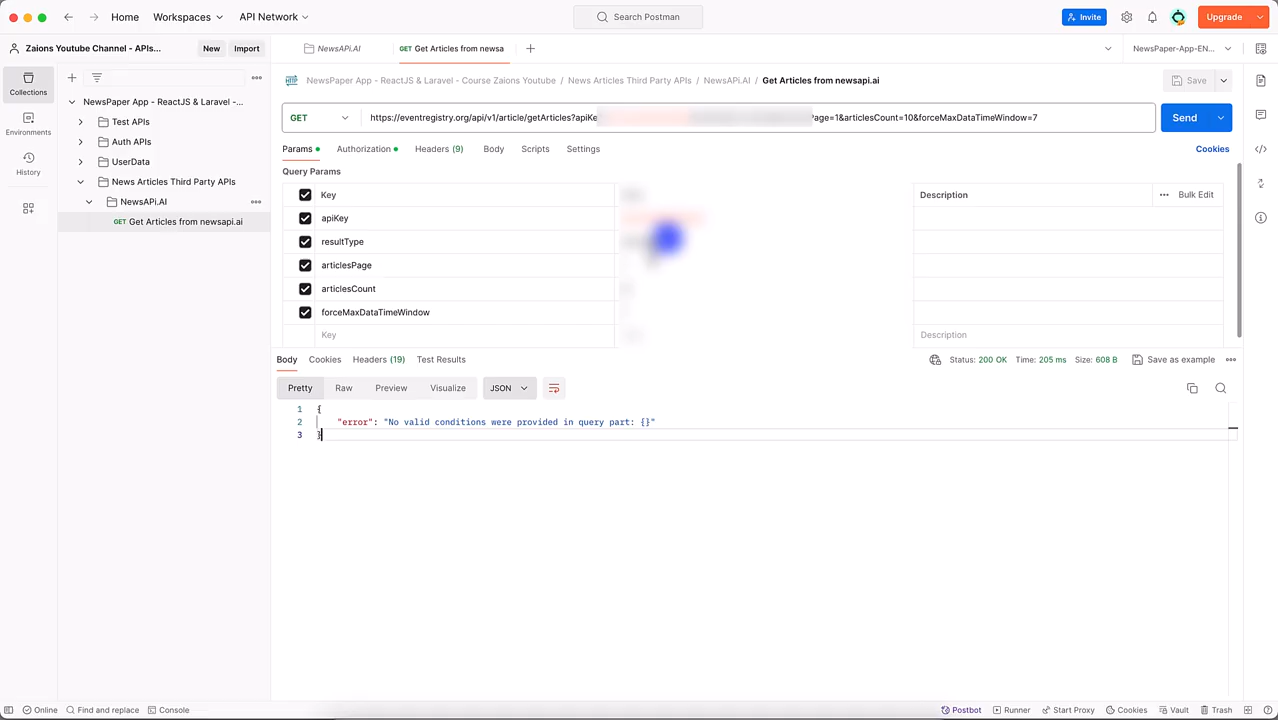 Home
Workspaces
API Network
Search Postman
Invite
Upgrade
Zaions Youtube Channel - APIs...
New
Import
NewsAPi.AI
GET Get Articles from newsa
NewsPaper-App-EN...
Collections
Environments
History
NewsPaper App - ReactJS & Laravel -...
Test APIs
Auth APIs
UserData
News Articles Third Party APIs
NewsAPi.AI
GET Get Articles from newsapi.ai
HTTP NewsPaper App - ReactJS & Laravel - Course Zaions Youtube / News Articles Third Party APIs / NewsAPi.AI / Get Articles from newsapi.ai
Save
GET
https://eventregistry.org/api/v1/article/getArticles?apiKe
age=1&articlesCount=10&forceMaxDataTimeWindow=7
Send
Params
Authorization
Headers (9)
Body
Scripts
Settings
Cookies
Query Params
Key
Description
Bulk Edit
apiKey
resultType
articlesPage
articlesCount
forceMaxDataTimeWindow
Key
Description
Body
Cookies
Headers (19)
Test Results
Status: 200 OK
Time: 205 ms
Size: 608 B
Save as example
Pretty
Raw
Preview
Visualize
JSON
1 {
2 "error": "No valid conditions were provided in query part: {}"
3 }
Online
Find and replace
Console
Postbot
Runner
Start Proxy
Cookies
Vault
Trash